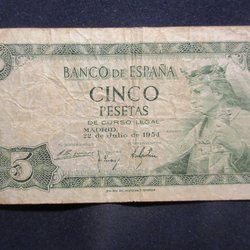 BANCO DE ESPAÑA
CINCO
PESETAS
DE CURSO LEGAL
MADRID,
22 de Julio de 1954
5